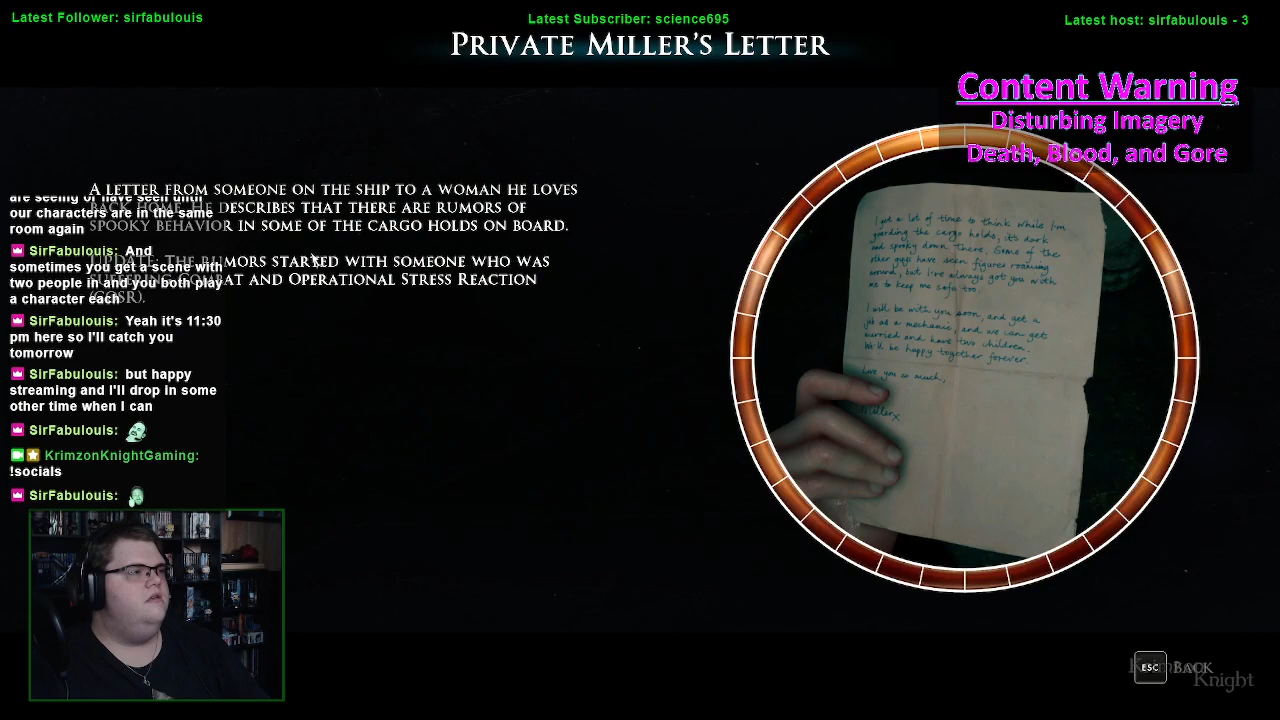 Latest Follower: sirfabulouis
Latest Subscriber: science695
Latest host: sirfabulouis - 3
Private Miller's Letter
Content Warning
Disturbing Imagery
Death, Blood, and Gore
A letter from someone on the ship to a woman he loves
back home. He describes that there are rumors of
spooky behavior in some of the cargo holds on board.
Update: The rumors started with someone who was
suffering Combat and Operational Stress Reaction
(COSR).
are seeing or have seen until
our characters are in the same
room again
SirFabulouis: And
sometimes you get a scene with
two people in and you both play
a character each
SirFabulouis: Yeah it's 11:30
pm here so I'll catch you
tomorrow
SirFabulouis: but happy
streaming and I'll drop in some
other time when I can
SirFabulouis:
KrimzonKnightGaming:
!socials
SirFabulouis:
I get a lot of time to think while I'm
guarding the cargo holds, it's dark
and spooky down there. Some of the
other guys have seen figures roaming
around, but I've always got you with
me to keep me safe too.
I will be with you soon, and get a
job as a mechanic, and we can get
married and have two children.
We'll be happy together forever.
Love you so much,
Miller x
ESC Back
Krimzon
Knight